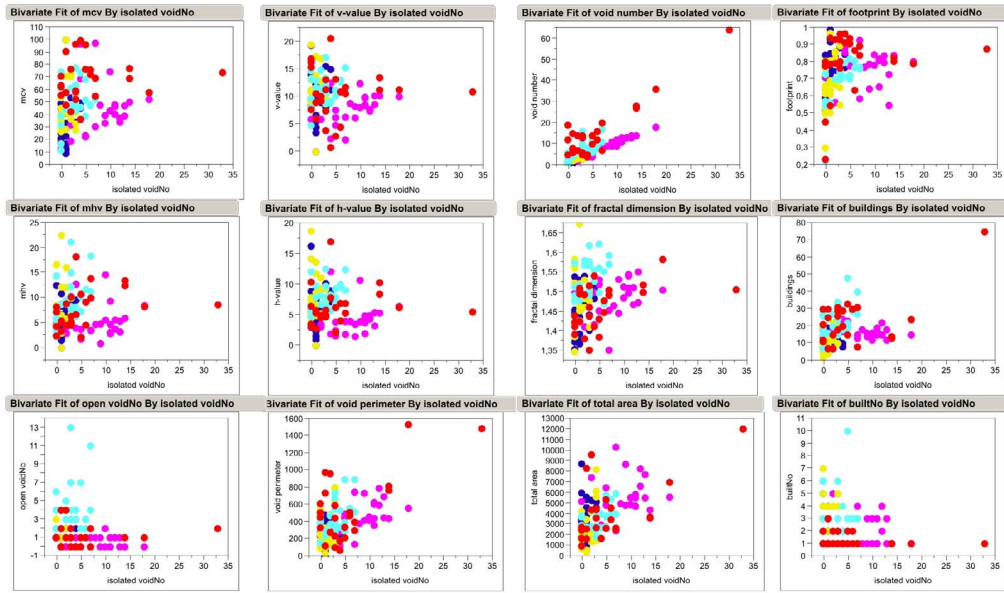 Bivariate Fit of mcv By isolated voidNo
Bivariate Fit of v-value By isolated voidNo
Bivariate Fit of void number By isolated voidNo
Bivariate Fit of footprint By isolated voidNo
100
90
80
70
60
50
40
30
20
10
0
mcv
0 5 10 15 20 25 30 35
isolated voidNo
20
15
10
5
0
v-value
0 5 10 15 20 25 30 35
isolated voidNo
60
50
40
30
20
10
0
void number
0 5 10 15 20 25 30 35
isolated voidNo
1
0,9
0,8
0,7
0,6
0,5
0,4
0,3
0,2
footprint
0 5 10 15 20 25 30 35
isolated voidNo
Bivariate Fit of mhv By isolated voidNo
Bivariate Fit of h-value By isolated voidNo
Bivariate Fit of fractal dimension By isolated voidNo
Bivariate Fit of buildings By isolated voidNo
25
20
15
10
5
0
mhv
0 5 10 15 20 25 30 35
isolated voidNo
20
15
10
5
0
h-value
0 5 10 15 20 25 30 35
isolated voidNo
1,65
1,6
1,55
1,5
1,45
1,4
1,35
fractal dimension
0 5 10 15 20 25 30 35
isolated voidNo
80
70
60
50
40
30
20
10
0
buildings
0 5 10 15 20 25 30 35
isolated voidNo
Bivariate Fit of open voidNo By isolated voidNo
Bivariate Fit of void perimeter By isolated voidNo
Bivariate Fit of total area By isolated voidNo
Bivariate Fit of builtNo By isolated voidNo
13
11
9
7
5
3
1
-1
open voidNo
0 5 10 15 20 25 30 35
isolated voidNo
1600
1400
1200
1000
800
600
400
200
0
void perimeter
0 5 10 15 20 25 30 35
isolated voidNo
13000
12000
11000
10000
9000
8000
7000
6000
5000
4000
3000
2000
1000
0
total area
0 5 10 15 20 25 30 35
isolated voidNo
11
10
9
8
7
6
5
4
3
2
1
0
builtNo
0 5 10 15 20 25 30 35
isolated voidNo